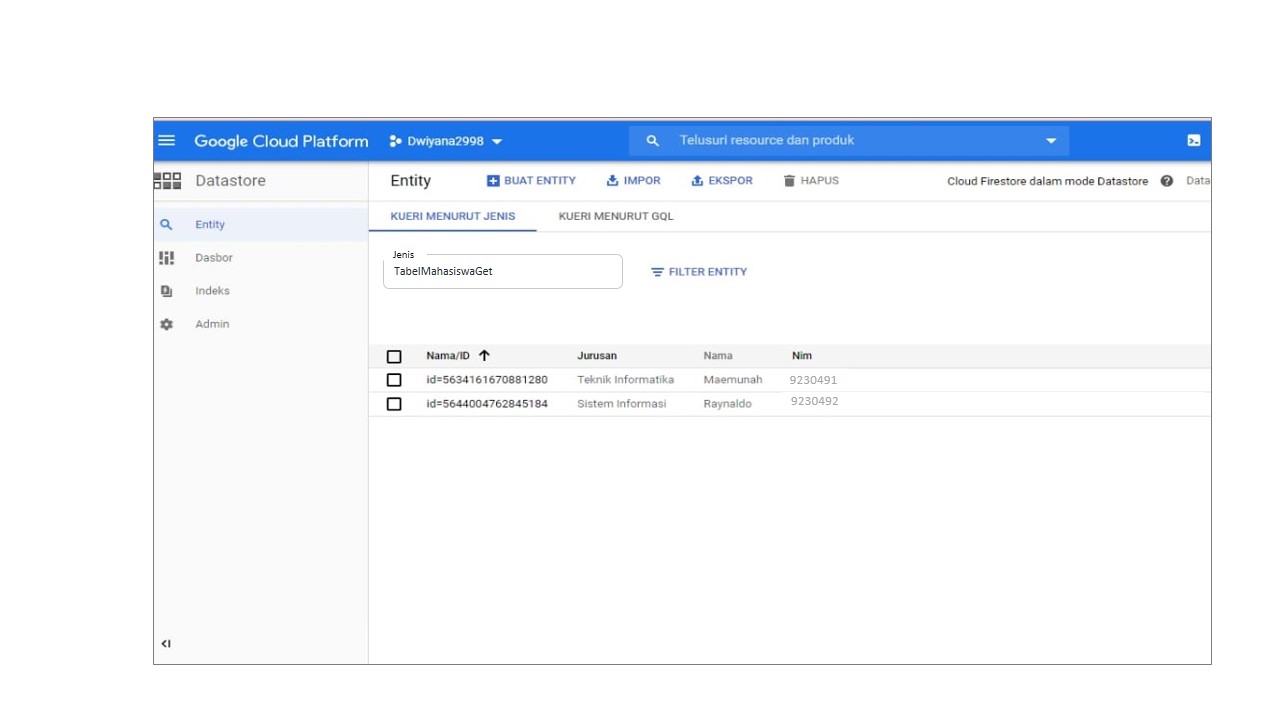 Google Cloud Platform Dwiyana2998 Telusuri resource dan produk
Datastore Entity BUAT ENTITY IMPOR EKSPOR HAPUS Cloud Firestore dalam mode Datastore Data
Entity KUERI MENURUT JENIS KUERI MENURUT GQL
Dasbor
Jenis
TabelMahasiswaGet FILTER ENTITY
Indeks
Admin
Nama/ID Jurusan Nama Nim
id=5634161670881280 Teknik Informatika Maemunah 9230491
id=5644004762845184 Sistem Informasi Raynaldo 9230492